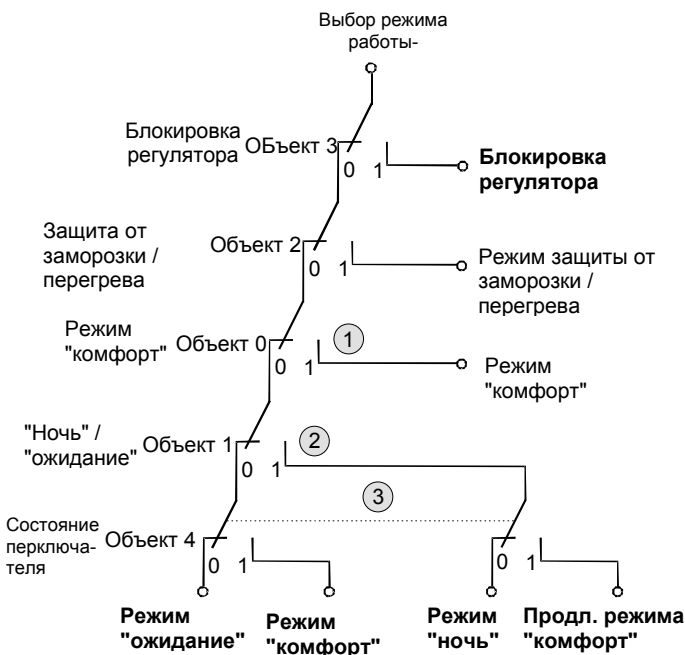 Выбор режима
работы-
Блокировка
регулятора
ОБъект 3
0 1
Блокировка
регулятора
Защита от
заморозки /
перегрева
Объект 2
0 1
Режим защиты от
заморозки /
перегрева
Режим
"комфорт"
Объект 0
0 1
1
Режим
"комфорт"
"Ночь" /
"ожидание"
Объект 1
0 1
2
3
Состояние
перключа-
теля
Объект 4
0 1
0 1
Режим
"ожидание"
Режим
"комфорт"
Режим
"ночь"
Продл. режима
"комфорт"